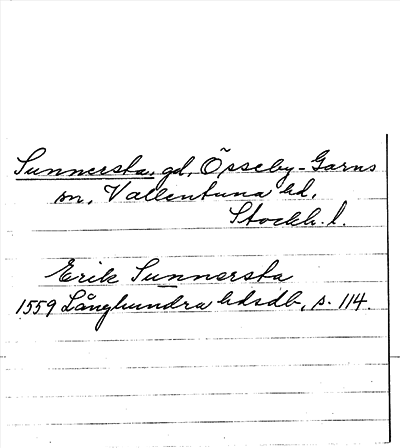 Sunnersta, gd, Össeby-Garns
sn, Vallentuna hd,
Stockh. l.
Erik Sunnersta
1559 Långhundra hdsdb, s. 114.